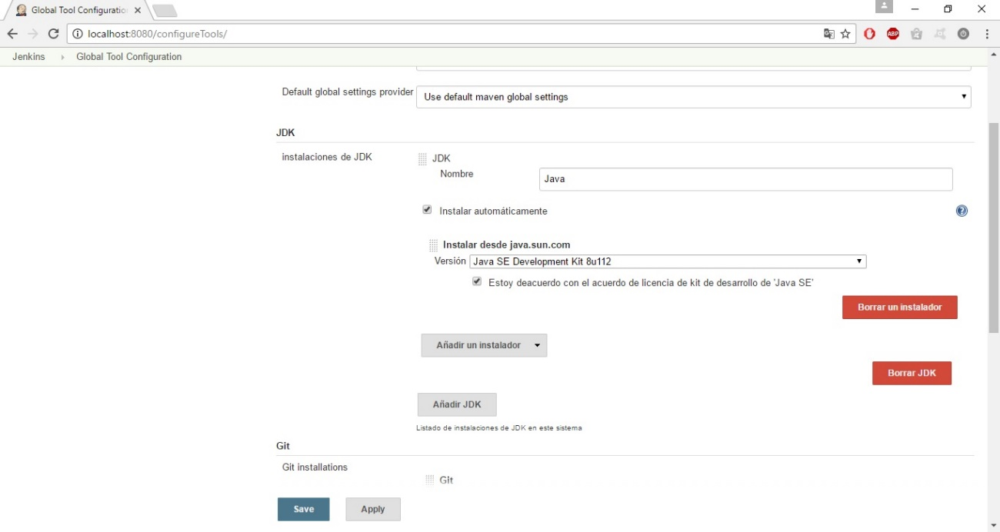 Global Tool Configuratio
localhost:8080/configureTools/
ABP
Jenkins Global Tool Configuration
Default global settings provider Use default maven global settings
JDK
instalaciones de JDK JDK
Nombre Java
Instalar automáticamente
Instalar desde java.sun.com
Versión Java SE Development Kit 8u112
Estoy deacuerdo con el acuerdo de licencia de kit de desarrollo de 'Java SE'
Borrar un instalador
Añadir un instalador
Borrar JDK
Añadir JDK
Listado de instalaciones de JDK en este sistema
Git
Git installations
Git
Save Apply